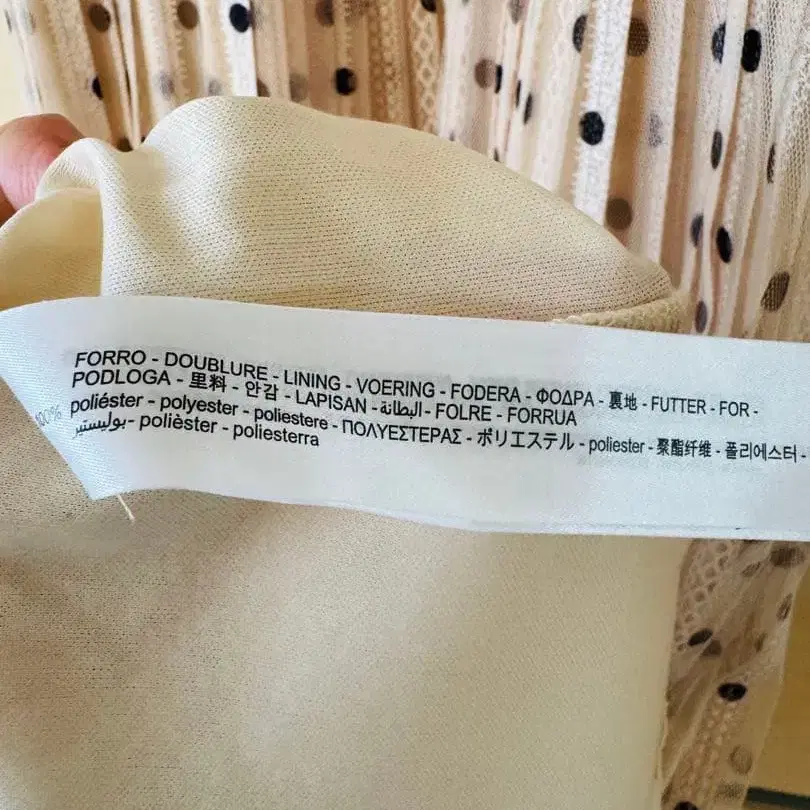 FORRO - DOUBLURE - LINING - VOERING - FODERA - ΦΟΔΡΑ - 裏地 - FUTTER - FOR -
PODLOGA - 里料 - 안감 - LAPISAN - البطانة - FOLRE - FORRUA
100% poliéster - polyester - poliestere - ΠΟΛΥΕΣΤΕΡΑΣ - ポリエステル - poliester - 聚酯纤维 - 폴리에스터 -
بوليستير - polièster - poliesterra